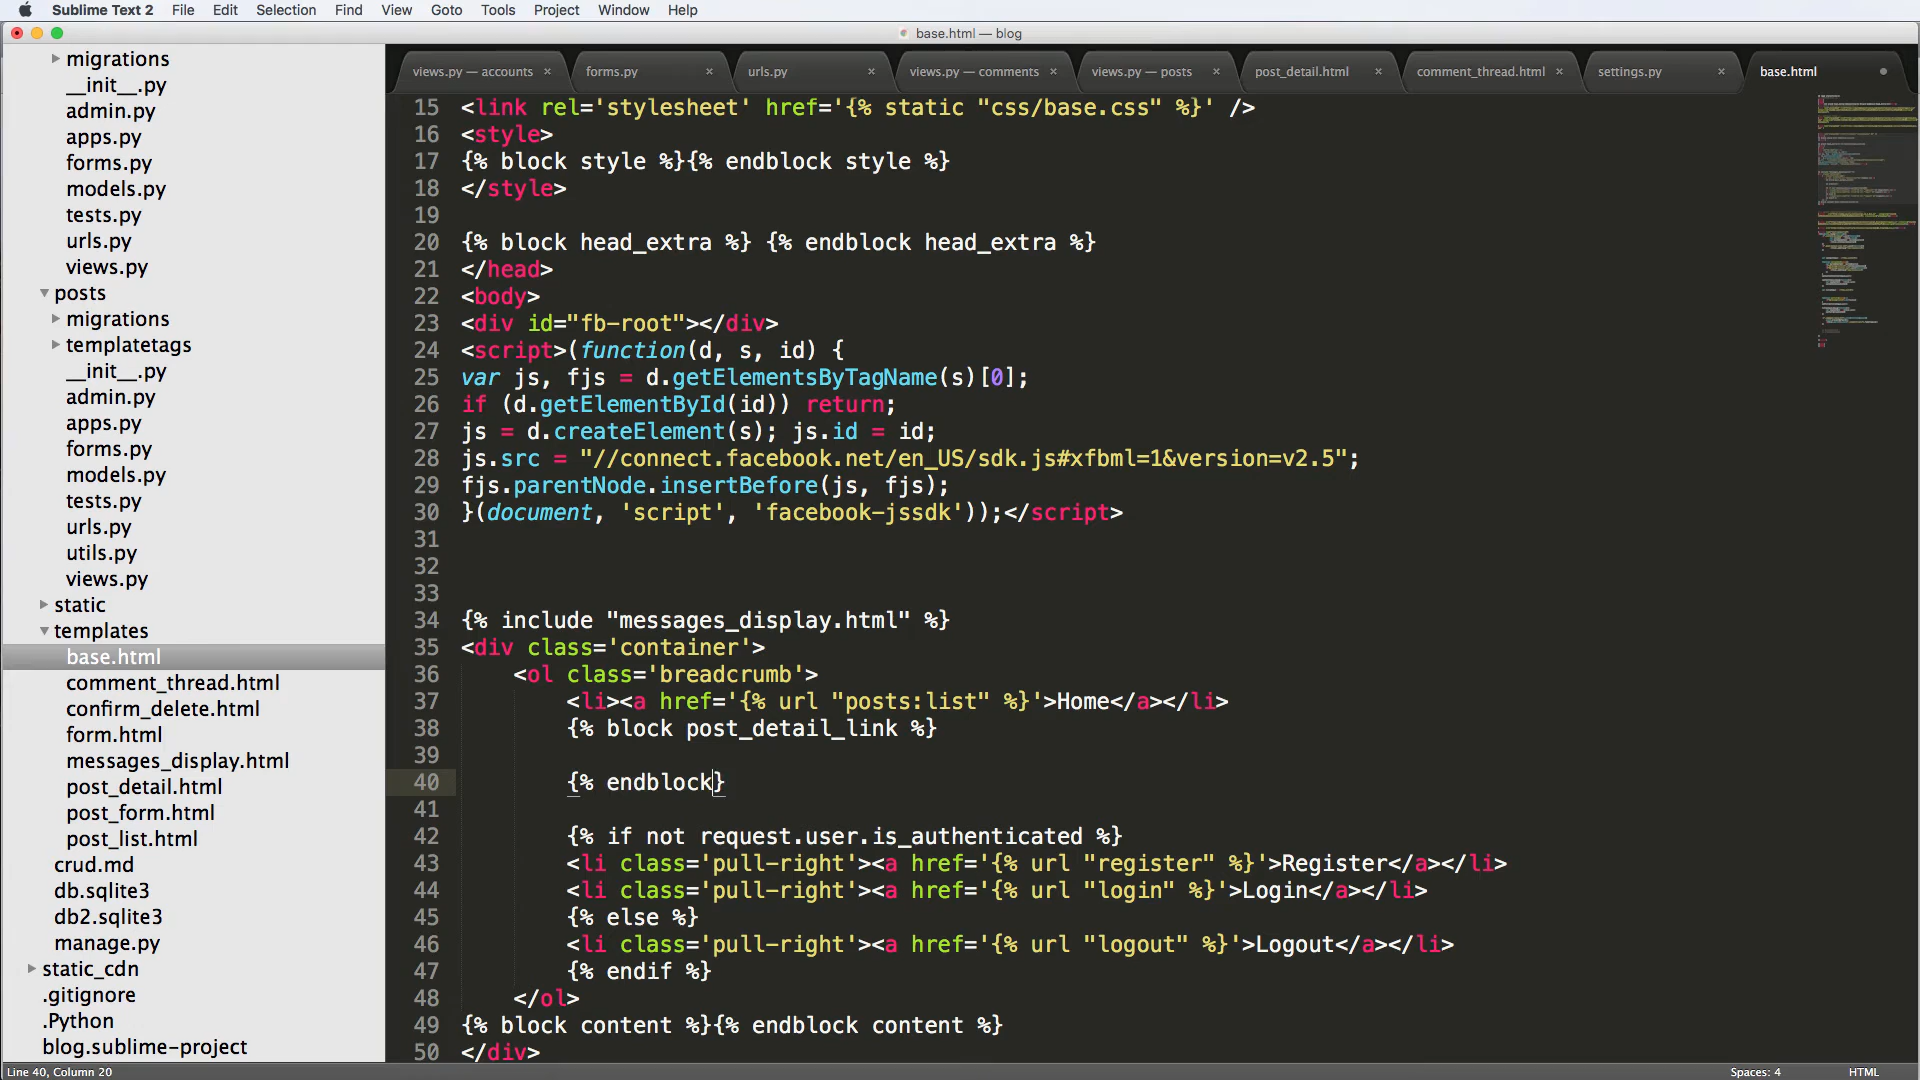 Sublime Text 2 File Edit Selection Find View Goto Tools Project Window Help
base.html — blog
views.py — accounts × forms.py × urls.py × views.py — comments × views.py — posts × post_detail.html × comment_thread.html × settings.py × base.html
migrations
__init__.py
admin.py
apps.py
forms.py
models.py
tests.py
urls.py
views.py
posts
migrations
templatetags
__init__.py
admin.py
apps.py
forms.py
models.py
tests.py
urls.py
utils.py
views.py
static
templates
base.html
comment_thread.html
confirm_delete.html
form.html
messages_display.html
post_detail.html
post_form.html
post_list.html
crud.md
db.sqlite3
db2.sqlite3
manage.py
static_cdn
.gitignore
.Python
blog.sublime-project
15 <link rel='stylesheet' href='{% static "css/base.css" %}' />
16 <style>
17 {% block style %}{% endblock style %}
18 </style>
19
20 {% block head_extra %} {% endblock head_extra %}
21 </head>
22 <body>
23 <div id="fb-root"></div>
24 <script>(function(d, s, id) {
25 var js, fjs = d.getElementsByTagName(s)[0];
26 if (d.getElementById(id)) return;
27 js = d.createElement(s); js.id = id;
28 js.src = "//connect.facebook.net/en_US/sdk.js#xfbml=1&version=v2.5";
29 fjs.parentNode.insertBefore(js, fjs);
30 }(document, 'script', 'facebook-jssdk'));</script>
31
32
33
34 {% include "messages_display.html" %}
35 <div class='container'>
36 <ol class='breadcrumb'>
37 <li><a href='{% url "posts:list" %}'>Home</a></li>
38 {% block post_detail_link %}
39
40 {% endblock}
41
42 {% if not request.user.is_authenticated %}
43 <li class='pull-right'><a href='{% url "register" %}'>Register</a></li>
44 <li class='pull-right'><a href='{% url "login" %}'>Login</a></li>
45 {% else %}
46 <li class='pull-right'><a href='{% url "logout" %}'>Logout</a></li>
47 {% endif %}
48 </ol>
49 {% block content %}{% endblock content %}
50 </div>
Line 40, Column 20 Spaces: 4 HTML